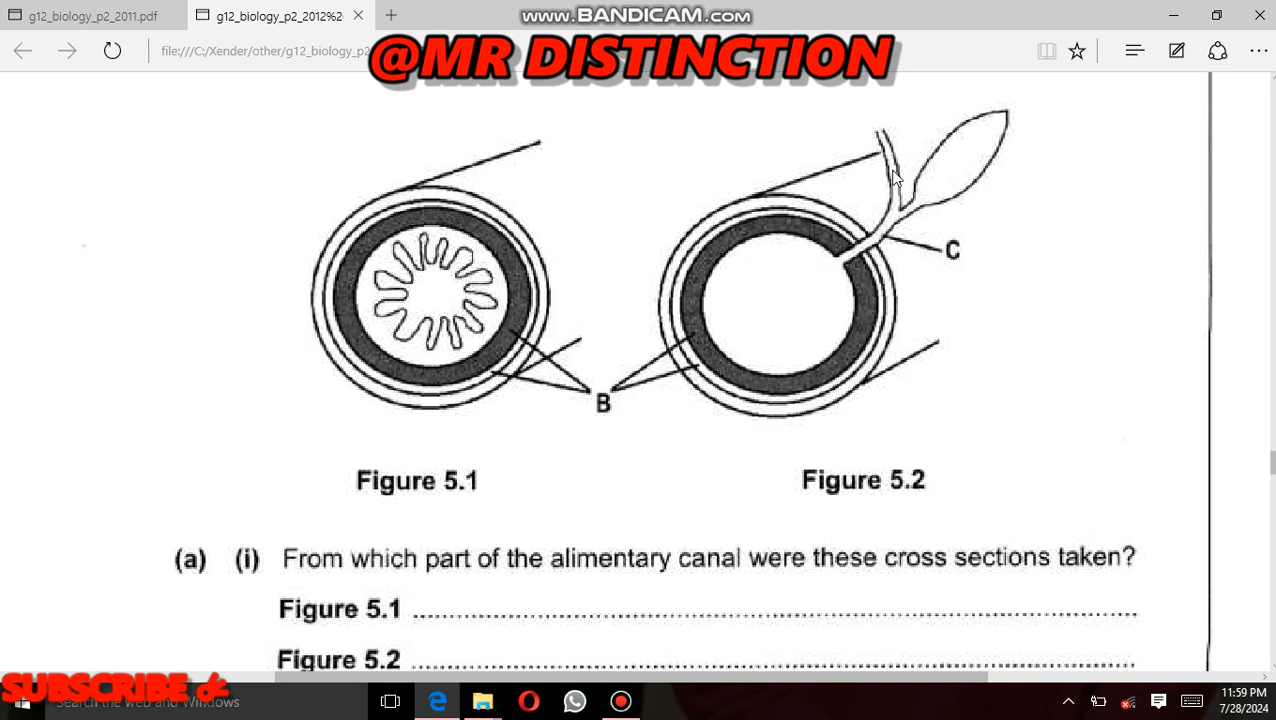 g12_biology_p2_2011.pdf
g12_biology_p2_2012%2
www.BANDICAM.com
file:///C:/Xender/other/g12_biology_p2
@MR DISTINCTION
C
B
Figure 5.1
Figure 5.2
(a) (i) From which part of the alimentary canal were these cross sections taken?
Figure 5.1
Figure 5.2
SUBSCRIBE &
Search the web and Windows
11:59 PM
7/28/2024